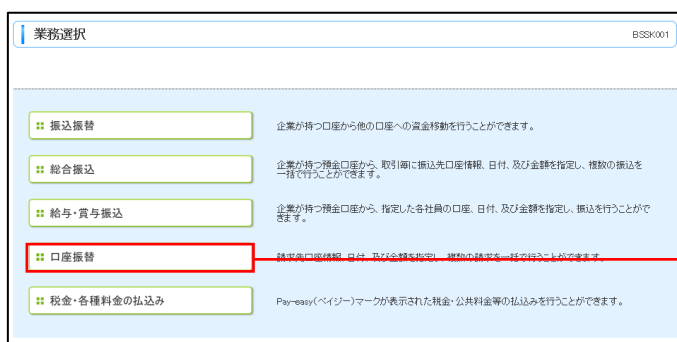 業務選択
BSSK001
振込振替
企業が持つ口座から他の口座への資金移動を行うことができます。
総合振込
企業が持つ預金口座から、取引毎に振込先口座情報、日付、及び金額を指定し、複数の振込を
一括で行うことができます。
給与・賞与振込
企業が持つ預金口座から、指定した各社員の口座、日付、及び金額を指定し、振込を行うことがで
きます。
口座振替
請求先口座情報、日付、及び金額を指定し、複数の請求を一括で行うことができます。
税金・各種料金の払込み
Pay-easy(ペイジー)マークが表示された税金・公共料金等の払込みを行うことができます。